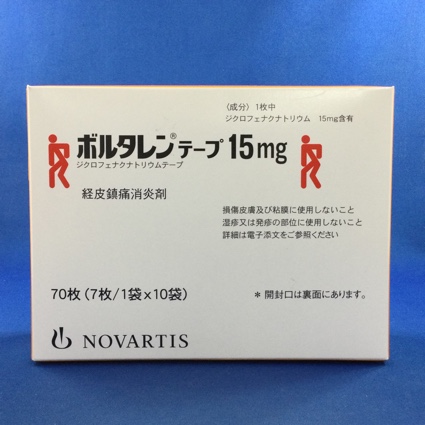 〈成分〉1枚中
ジクロフェナクナトリウム 15mg含有
ボルタレン®テープ15mg
ジクロフェナクナトリウムテープ
経皮鎮痛消炎剤
損傷皮膚及び粘膜に使用しないこと
湿疹又は発疹の部位に使用しないこと
詳細は電子添文をご参照ください
70枚(7枚/1袋×10袋)
＊開封口は裏面にあります。
NOVARTIS